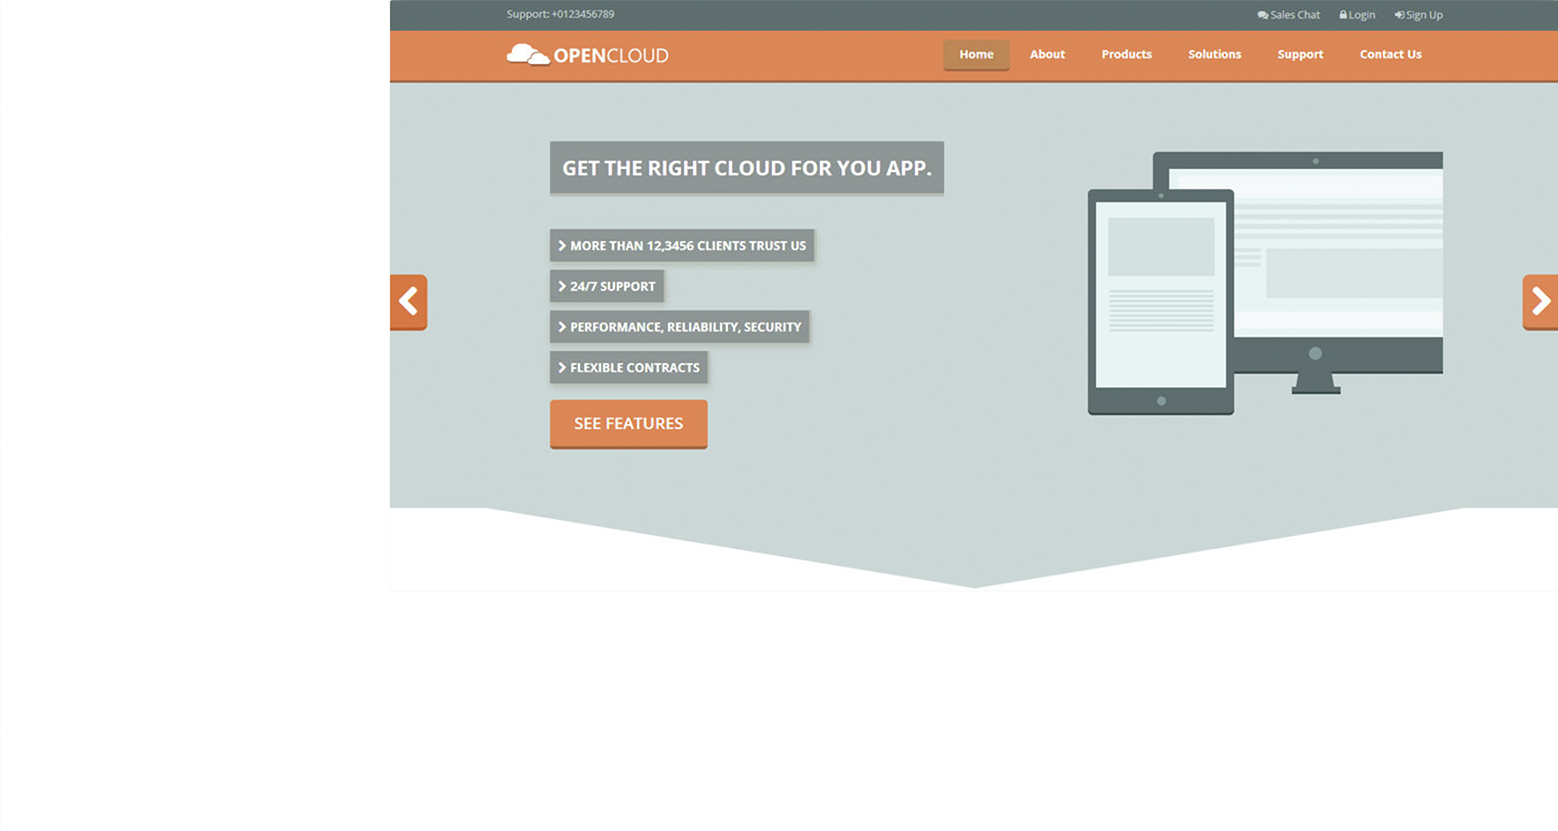 Support: +0123456789
Sales Chat Login Sign Up
OPENCLOUD
Home About Products Solutions Support Contact Us
GET THE RIGHT CLOUD FOR YOU APP.
MORE THAN 12,3456 CLIENTS TRUST US
24/7 SUPPORT
PERFORMANCE, RELIABILITY, SECURITY
FLEXIBLE CONTRACTS
SEE FEATURES